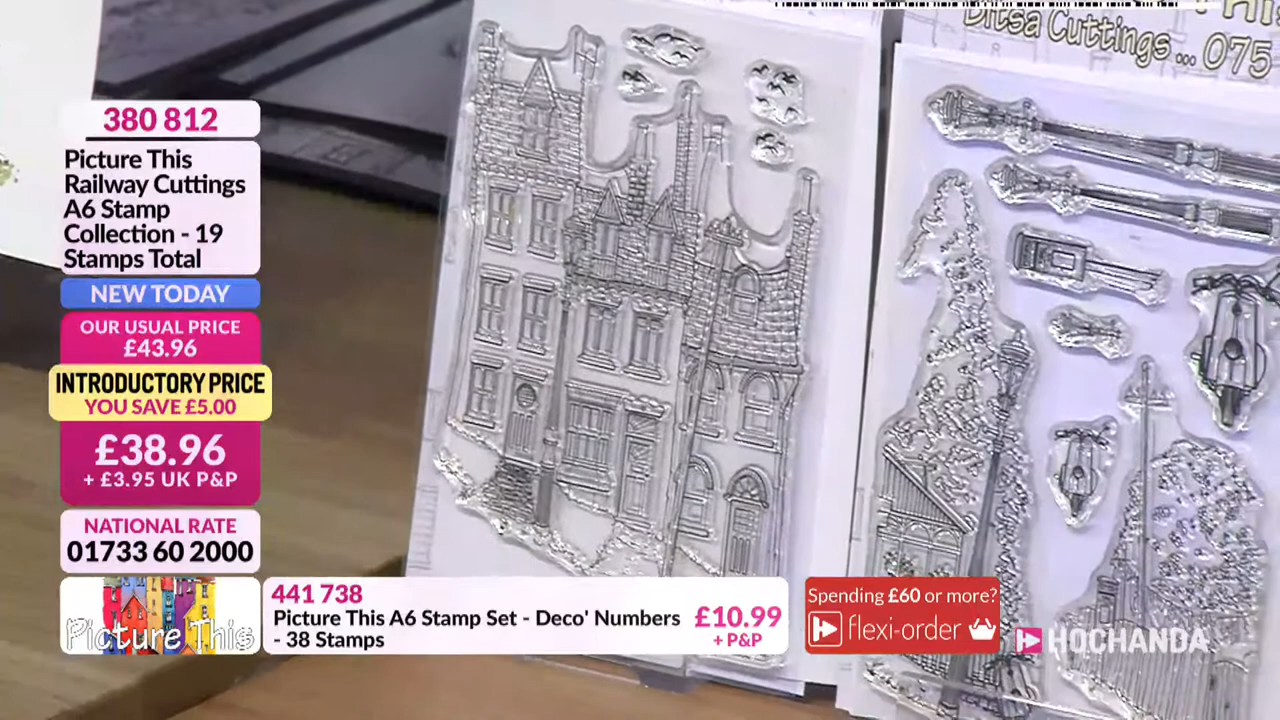 Ditsa Cuttings ... 075
380 812
Picture This
Railway Cuttings
A6 Stamp
Collection - 19
Stamps Total
NEW TODAY
OUR USUAL PRICE
£43.96
INTRODUCTORY PRICE
YOU SAVE £5.00
£38.96
+ £3.95 UK P&P
NATIONAL RATE
01733 60 2000
Picture This
441 738
Picture This A6 Stamp Set - Deco' Numbers
- 38 Stamps
£10.99
+ P&P
Spending £60 or more?
flexi-order
HOCHANDA